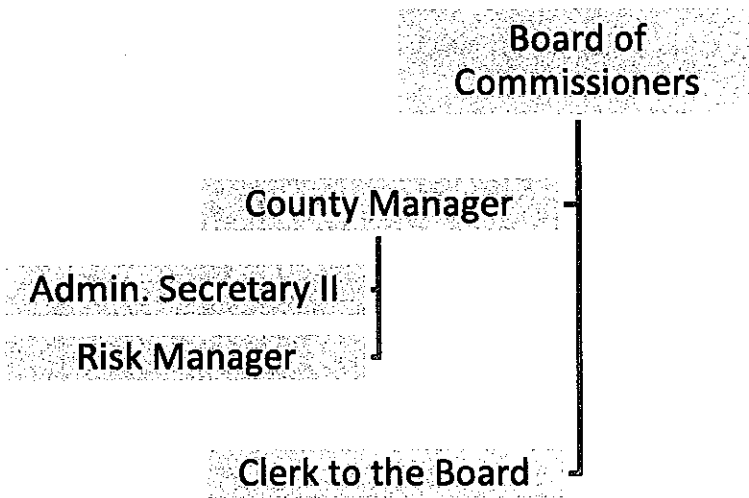 Board of
Commissioners
County Manager
Admin. Secretary II
Risk Manager
Clerk to the Board